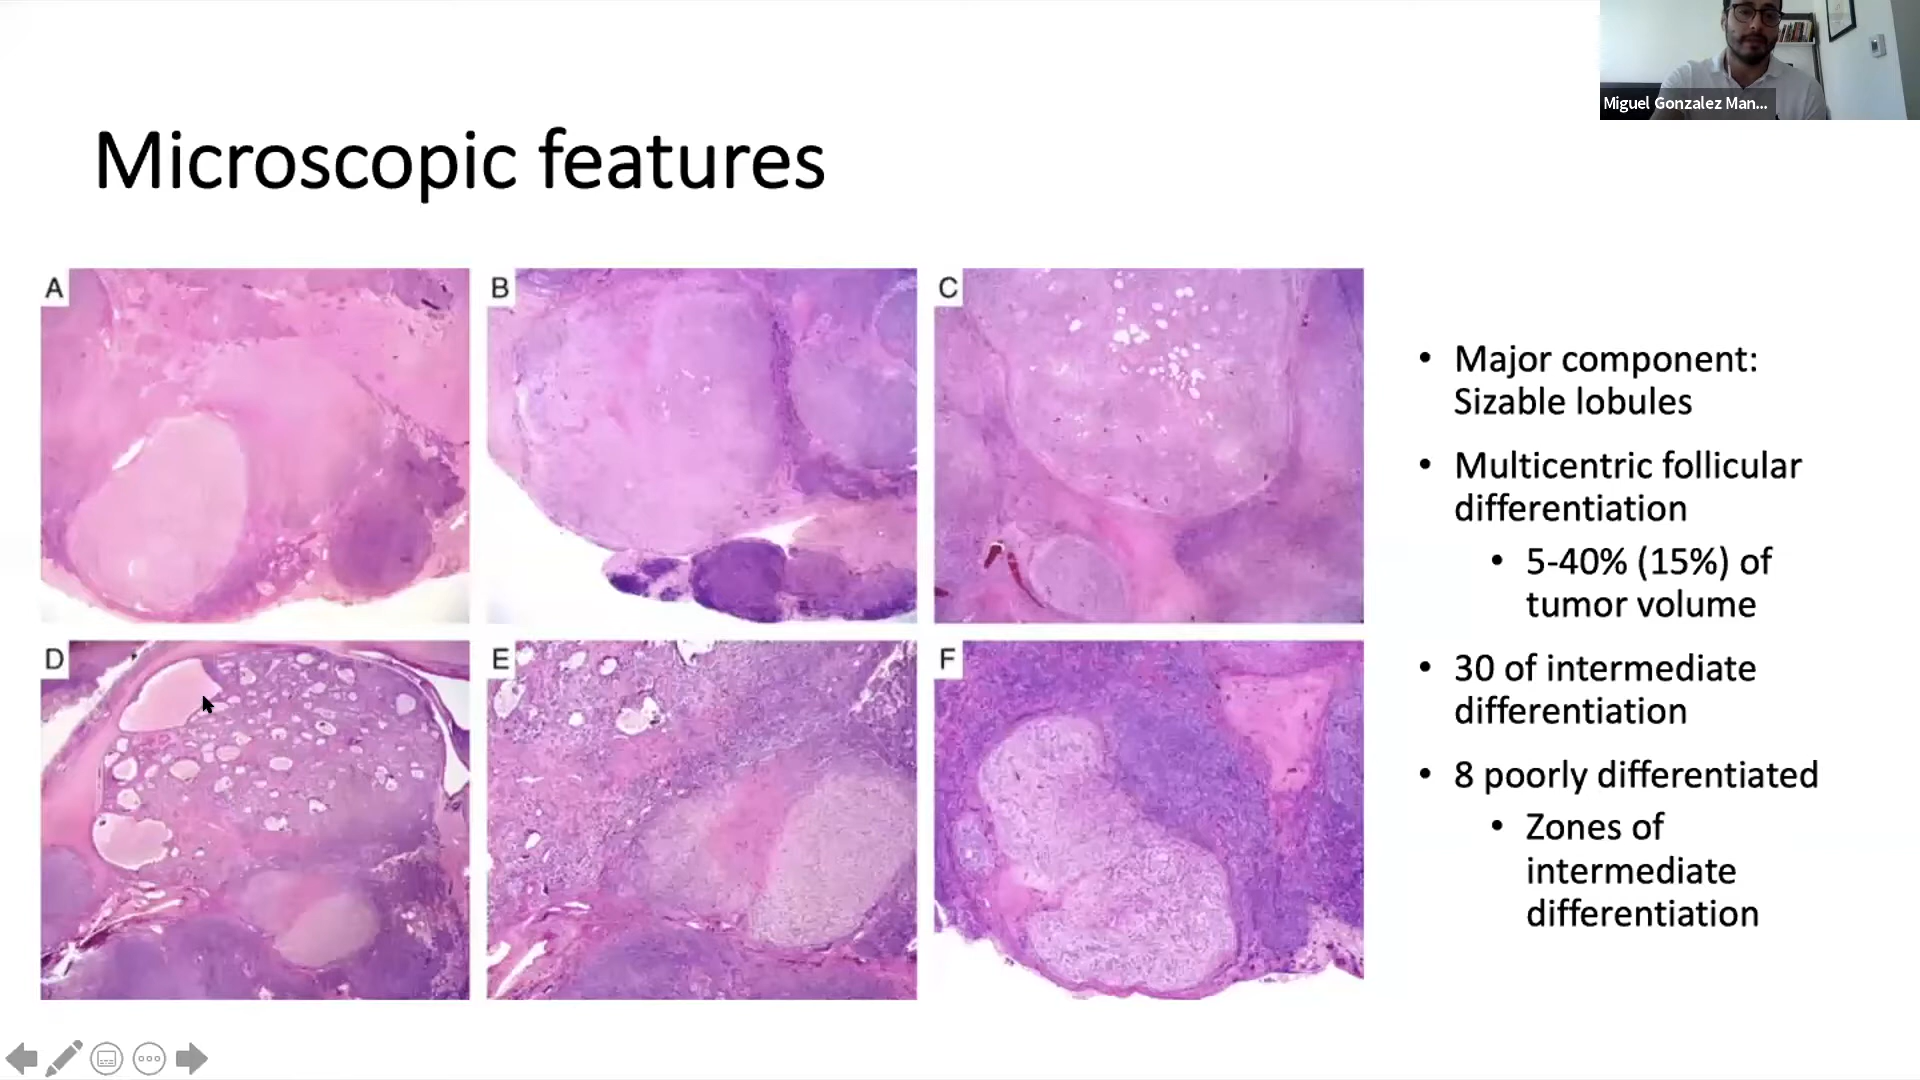 Miguel Gonzalez Man...
Microscopic features
A
B
C
D
E
F
• Major component:
Sizable lobules
• Multicentric follicular
differentiation
• 5-40% (15%) of
tumor volume
• 30 of intermediate
differentiation
• 8 poorly differentiated
• Zones of
intermediate
differentiation